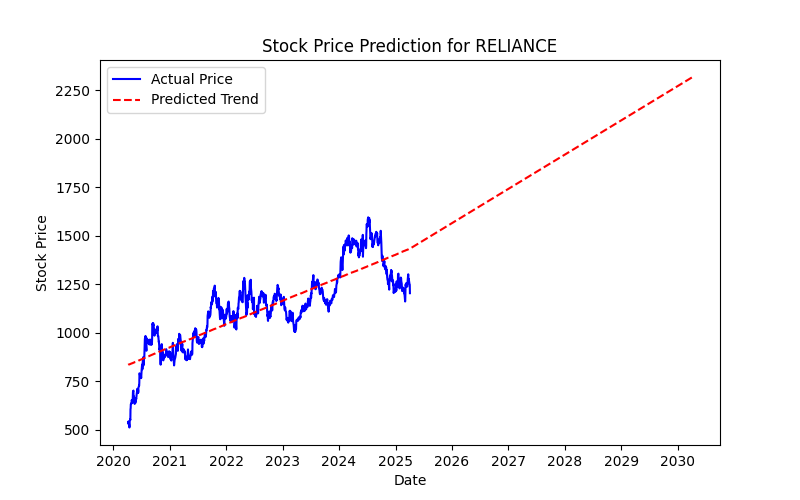 Stock Price Prediction for RELIANCE
Actual Price
Predicted Trend
2250
2000
1750
1500
1250
1000
750
500
Stock Price
2020 2021 2022 2023 2024 2025 2026 2027 2028 2029 2030
Date